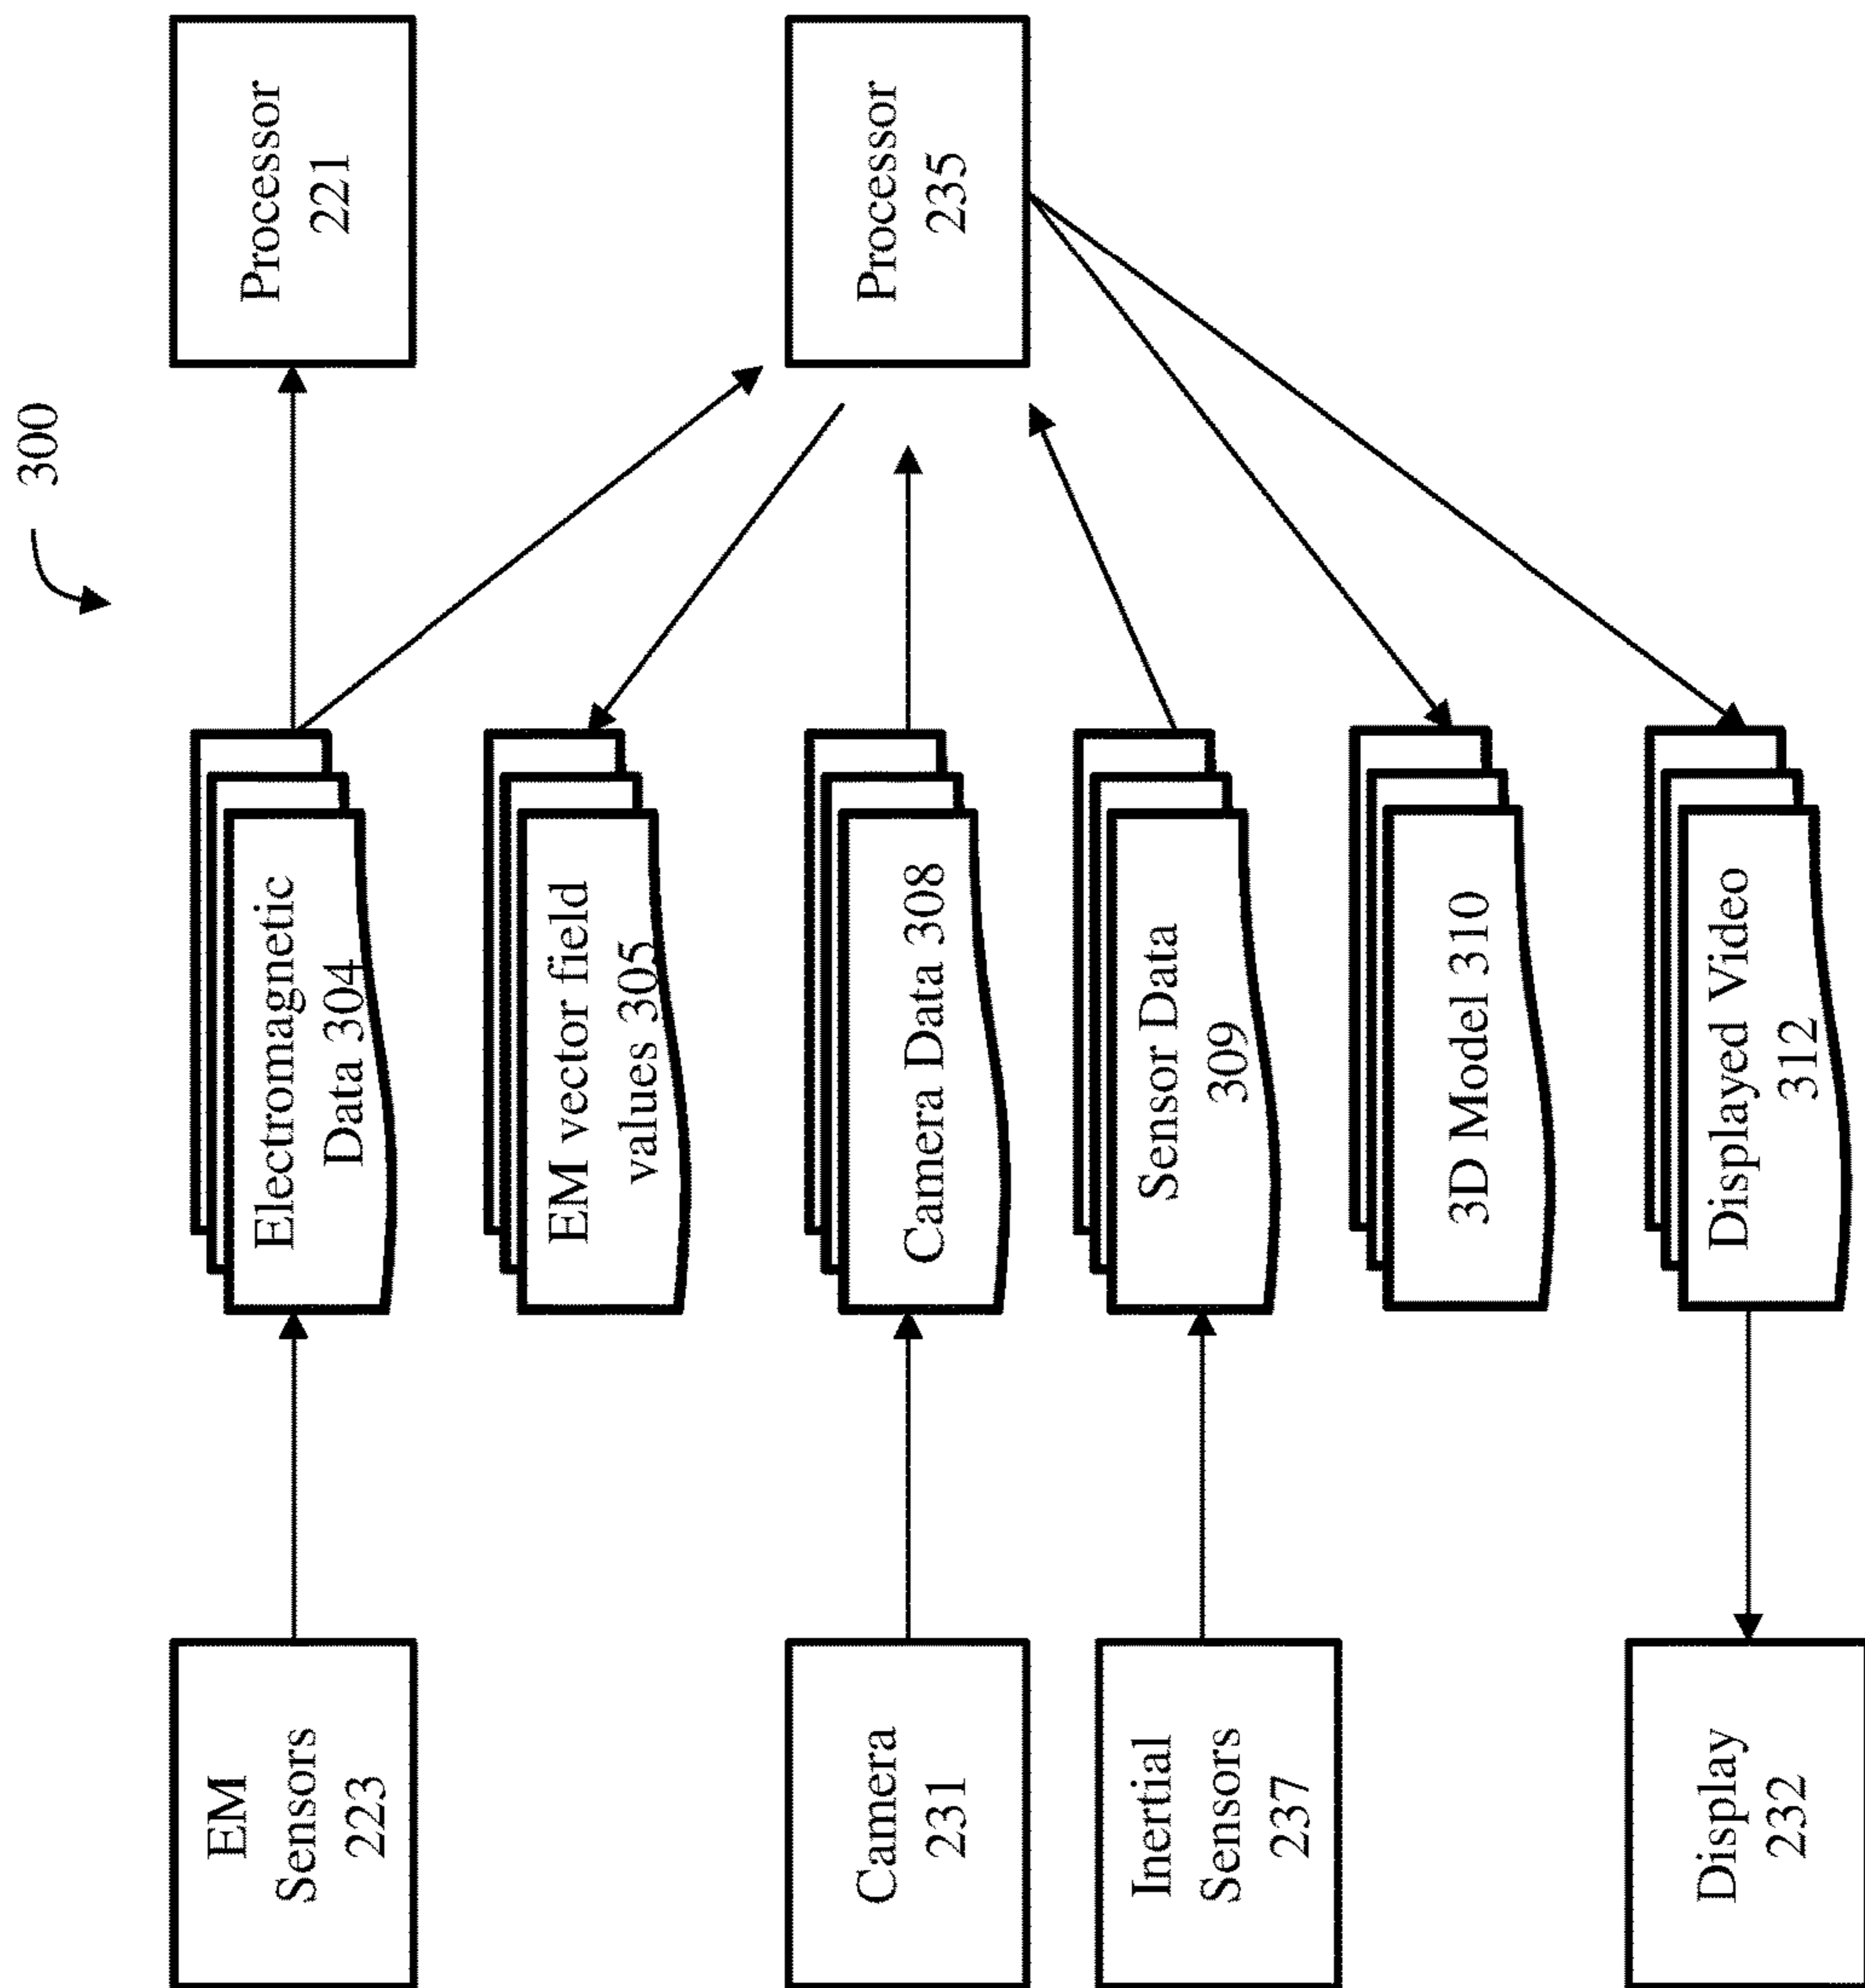 300
EM
Sensors
223
Electromagnetic
Data 304
Processor
221
EM vector field
values 305
Camera
231
Camera Data 308
Processor
235
Inertial
Sensors
237
Sensor Data
309
3D Model 310
Display
232
Displayed Video
312